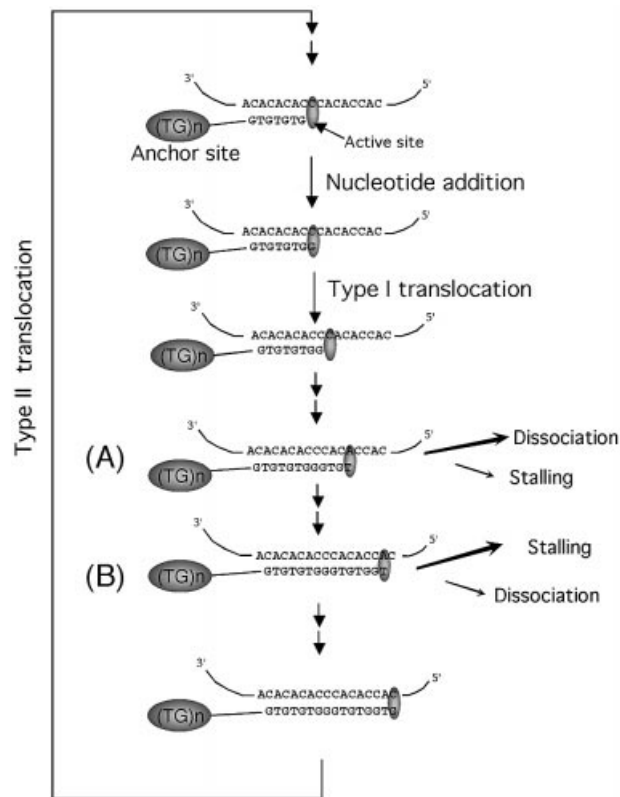 3'
5'
ACACACACCCACACCAC
GTGTGTG
(TG)n
Anchor site
Active site
Nucleotide addition
3'
5'
ACACACACCCACACCAC
GTGTGTGG
(TG)n
Type I translocation
3'
5'
ACACACACCCACACCAC
GTGTGTGG
(TG)n
Type II translocation
(A)
3'
5'
ACACACACCCACACCAC
GTGTGTGGGTGT
(TG)n
Dissociation
Stalling
(B)
3'
5'
ACACACACCCACACCAC
GTGTGTGGGTGTGGT
(TG)n
Stalling
Dissociation
3'
5'
ACACACACCCACACCAC
GTGTGTGGGTGTGGTG
(TG)n